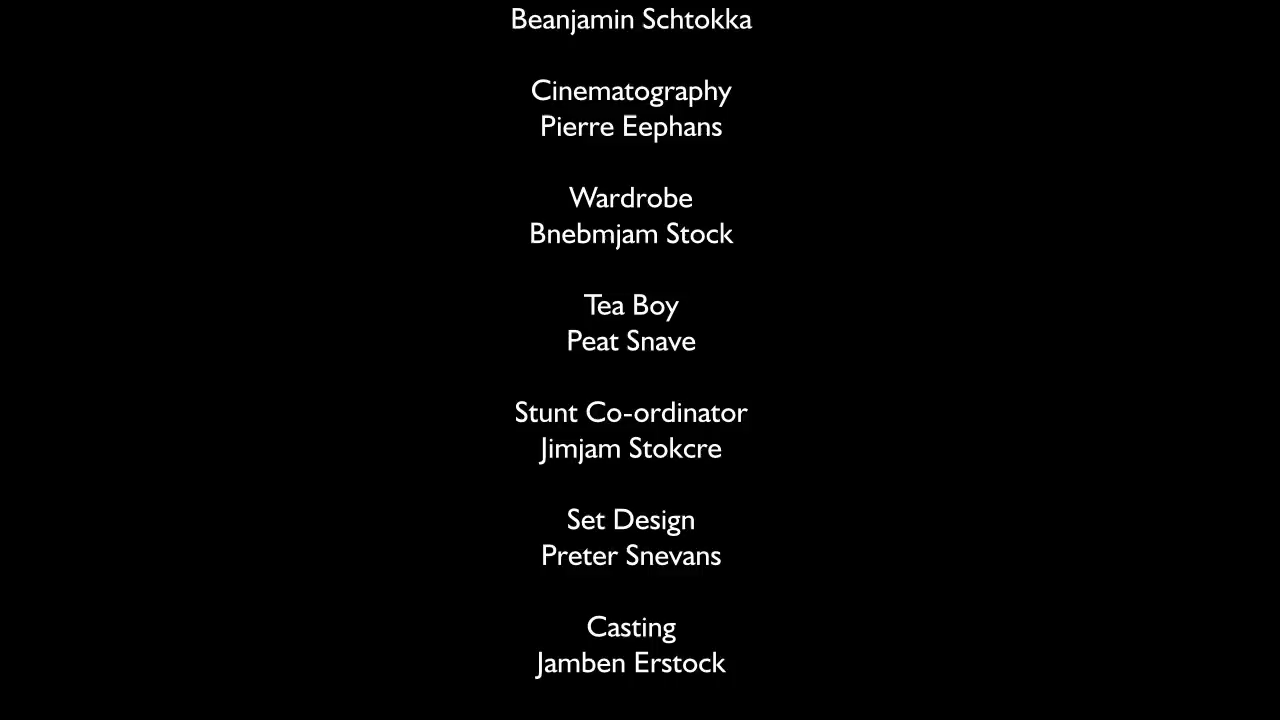 Beanjamin Schtokka
Cinematography
Pierre Eephans
Wardrobe
Bnebmjam Stock
Tea Boy
Peat Snave
Stunt Co-ordinator
Jimjam Stokcre
Set Design
Preter Snevans
Casting
Jamben Erstock